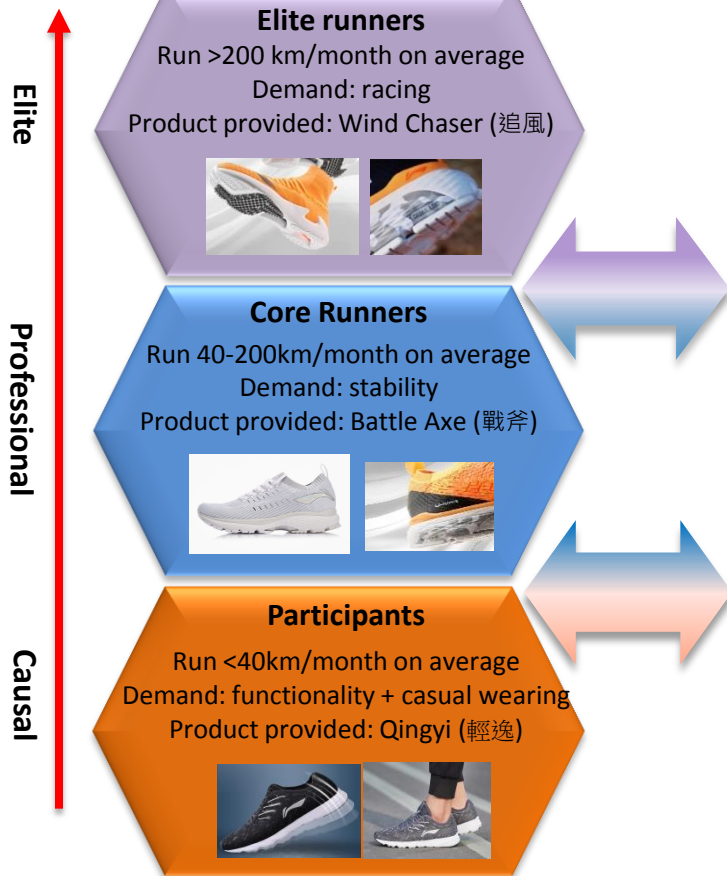 Elite
Elite runners
Run >200 km/month on average
Demand: racing
Product provided: Wind Chaser (追風)
Professional
Core Runners
Run 40-200km/month on average
Demand: stability
Product provided: Battle Axe (戰斧)
Causal
Participants
Run <40km/month on average
Demand: functionality + casual wearing
Product provided: Qingyi (輕逸)